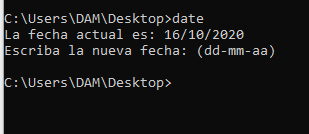 C:\Users\DAM\Desktop>date
La fecha actual es: 16/10/2020
Escriba la nueva fecha: (dd-mm-aa)
C:\Users\DAM\Desktop>